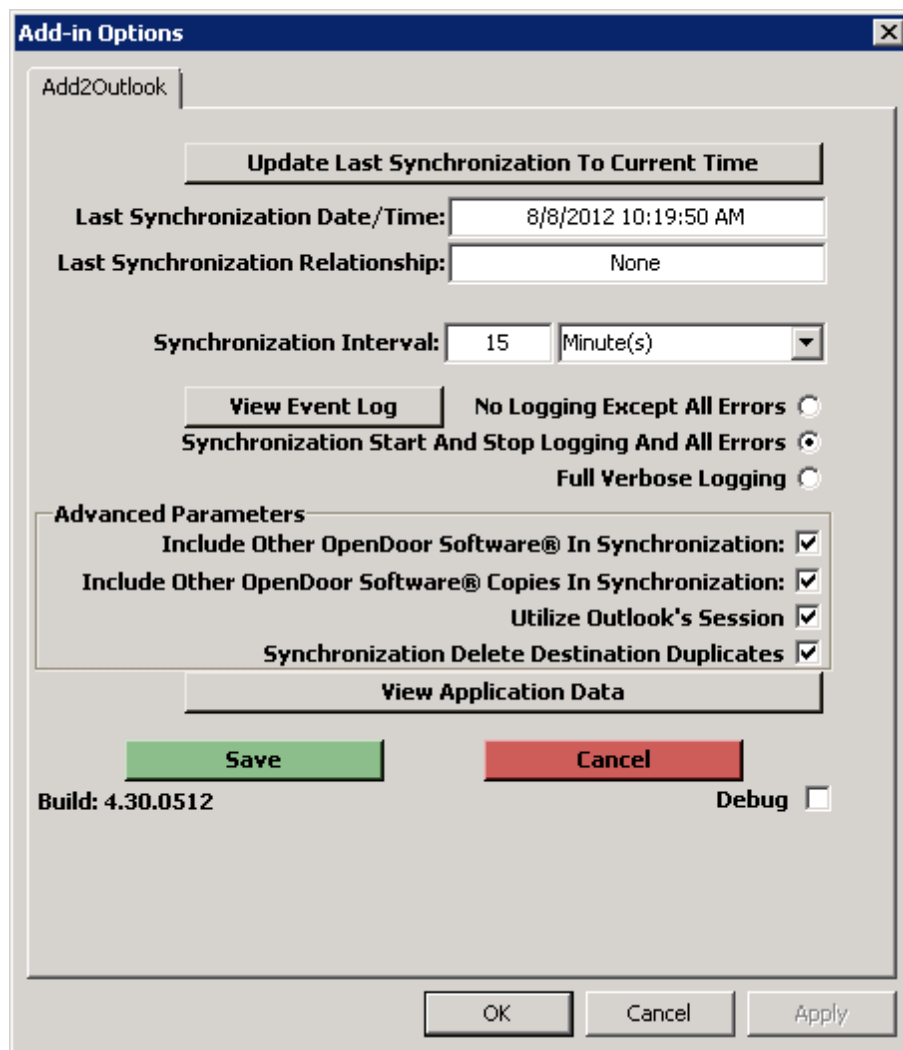 Add-in Options
Add2Outlook
Update Last Synchronization To Current Time
Last Synchronization Date/Time: 8/8/2012 10:19:50 AM
Last Synchronization Relationship: None
Synchronization Interval: 15 Minute(s)
View Event Log No Logging Except All Errors
Synchronization Start And Stop Logging And All Errors
Full Verbose Logging
Advanced Parameters
Include Other OpenDoor Software® In Synchronization:
Include Other OpenDoor Software® Copies In Synchronization:
Utilize Outlook's Session
Synchronization Delete Destination Duplicates
View Application Data
Save Cancel
Build: 4.30.0512 Debug
OK Cancel Apply